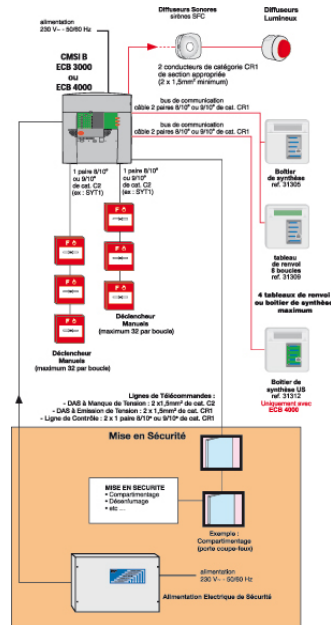 alimentation
230 V~ - 50/60 Hz
Diffuseurs Sonores
sirènes SFC
Diffuseurs
Lumineux
CMSI B
ECB 3000
ou
ECB 4000
2 conducteurs de catégorie CR1
de section appropriée
(2 x 1,5mm² minimum)
bus de communication
câble 2 paires 8/10° ou 9/10° de cat. CR1
bus de communication
câble 2 paires 8/10° ou 9/10° de cat. CR1
1 paire 8/10°
ou 9/10°
de cat. C2
(ex : SYT1)
1 paire 8/10°
ou 9/10°
de cat. C2
(ex : SYT1)
Boîtier
de synthèse
ref. 31305
F
F
F
F
F
F
tableau
de renvoi
8 boucles
ref. 31309
Déclencheur
Manuels
(maximum 32 par boucle)
Déclencheur
Manuels
(maximum 32 par boucle)
4 tableaux de renvoi
ou boitier de synthèse
maximum
Boîtier de
synthèse US
ref. 31312
Uniquement avec
ECB 4000
Lignes de Télécommandes :
- DAS à Manque de Tension : 2 x1,5mm² de cat. C2
- DAS à Emission de Tension : 2 x 1,5mm² de cat. CR1
- Ligne de Contrôle : 2 x 1 paire 8/10° ou 9/10° de cat. CR1
Mise en Sécurité
MISE EN SECURITE
• Compartimentage
• Désenfumage
• etc ...
Exemple :
Compartimentage
(porte coupe-feux)
alimentation
230 V~ - 50/60 Hz
Alimentation Electrique de Sécurité